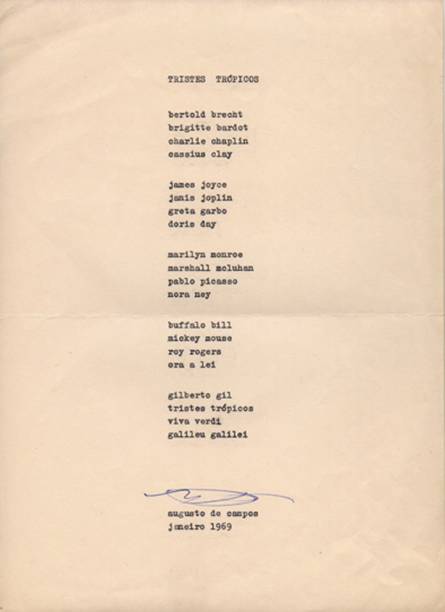 TRISTES TRÓPICOS
bertold brecht
brigitte bardot
charlie chaplin
cassius clay
james joyce
janis joplin
greta garbo
doris day
marilyn monroe
marshall mcluhan
pablo picasso
nora ney
buffalo bill
mickey mouse
roy rogers
ora a lei
gilberto gil
tristes trópicos
viva verdi
galileu galilei
augusto de campos
janeiro 1969